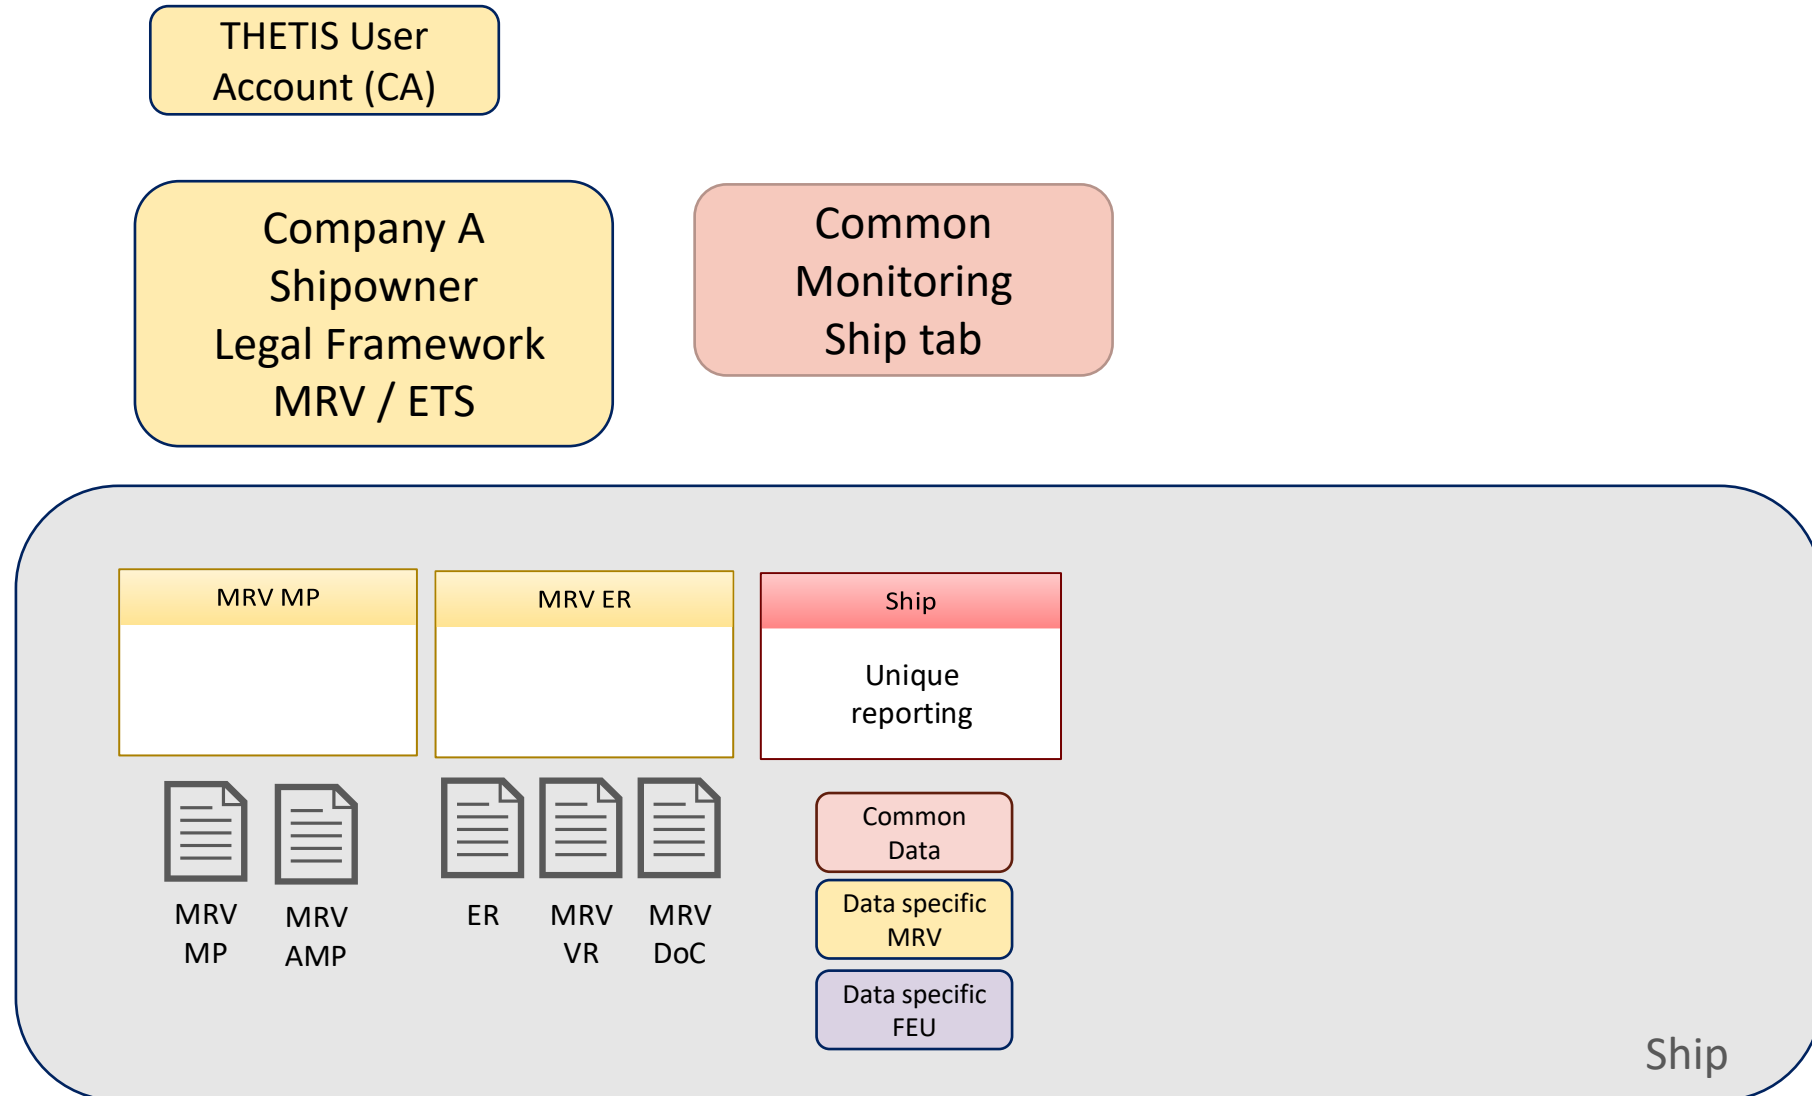 THETIS User
Account (CA)
Company A
Shipowner
Legal Framework
MRV / ETS
Common
Monitoring
Ship tab
MRV MP
MRV ER
Ship
Unique
reporting
MRV
MP
MRV
AMP
ER
MRV
VR
MRV
DoC
Common
Data
Data specific
MRV
Data specific
FEU
Ship